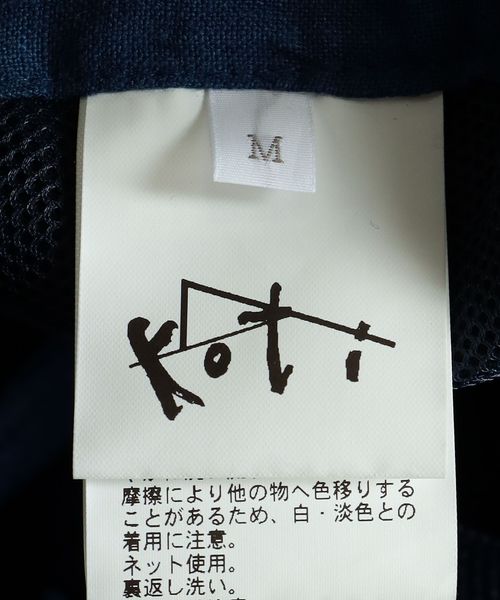 M
Koti
摩擦により他の物へ色移りする
ことがあるため、白・淡色との
着用に注意。
ネット使用。
裏返し洗い。